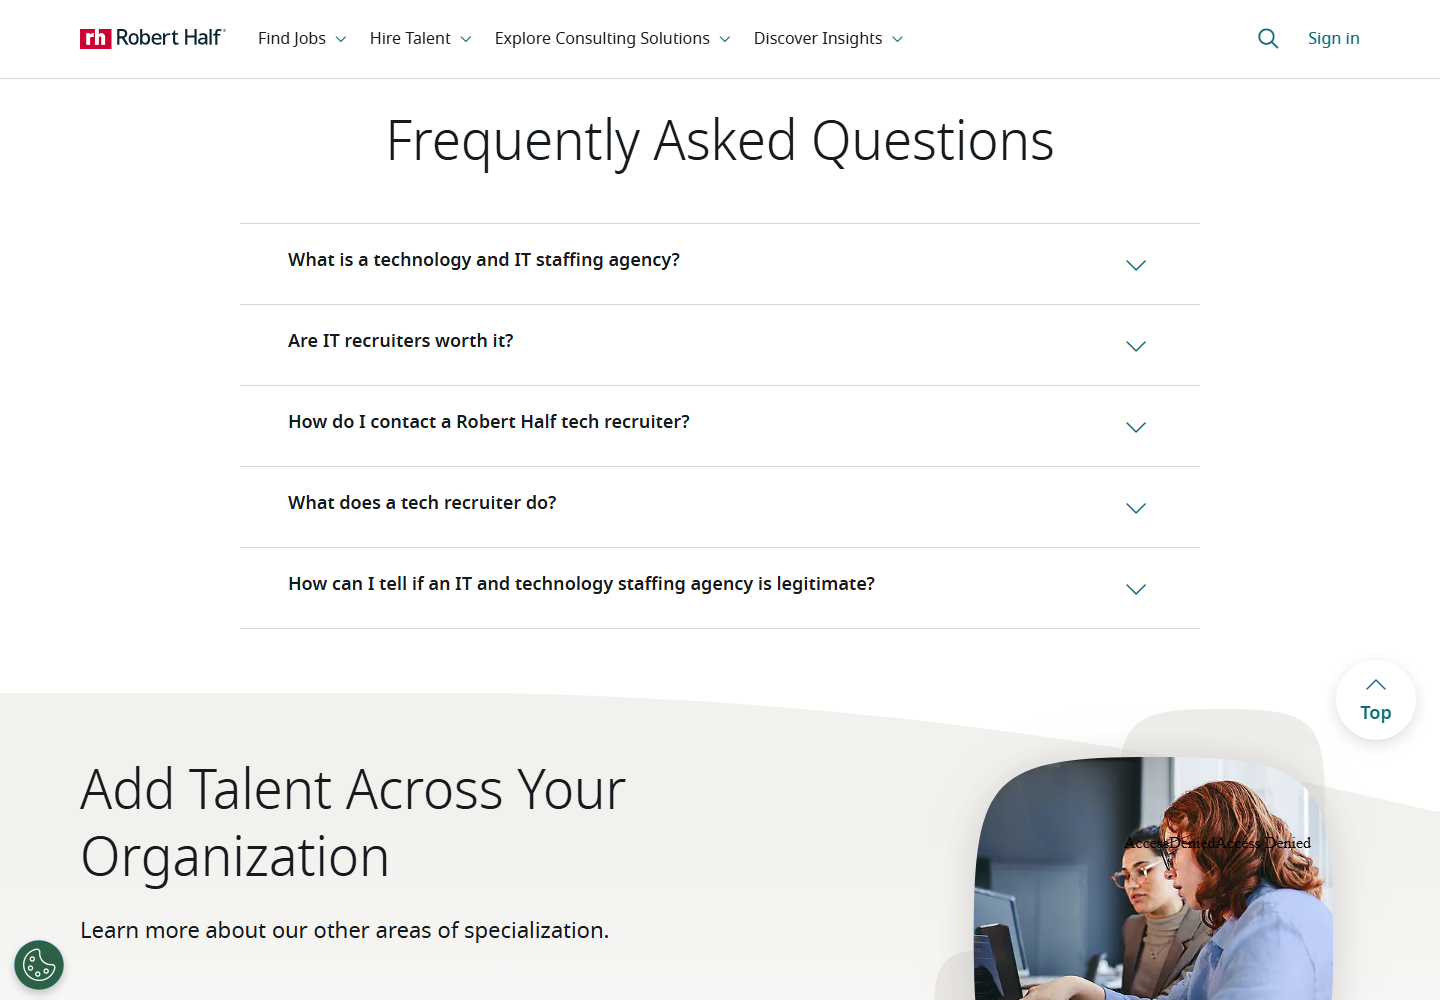 rh Robert Half®
Find Jobs
Hire Talent
Explore Consulting Solutions
Discover Insights
Sign in
Frequently Asked Questions
What is a technology and IT staffing agency?
Are IT recruiters worth it?
How do I contact a Robert Half tech recruiter?
What does a tech recruiter do?
How can I tell if an IT and technology staffing agency is legitimate?
Top
Add Talent Across Your
Organization
AccessDeniedAccess Denied
Learn more about our other areas of specialization.